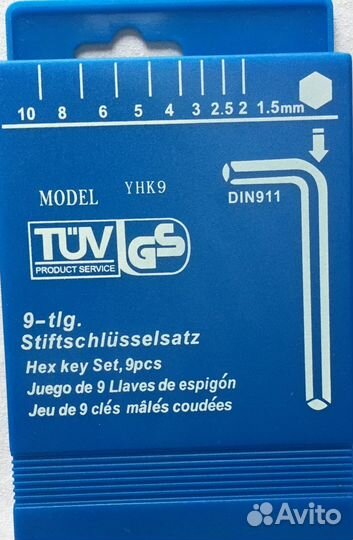 10 8 6 5 4 3 2.5 2 1.5mm
MODEL YHK9
DIN911
TÜV GS
PRODUCT SERVICE
9-tlg.
Stiftschlüsselsatz
Hex key Set,9pcs
Juego de 9 Llaves de espigón
Jeu de 9 clés mâlés coudées
Avito